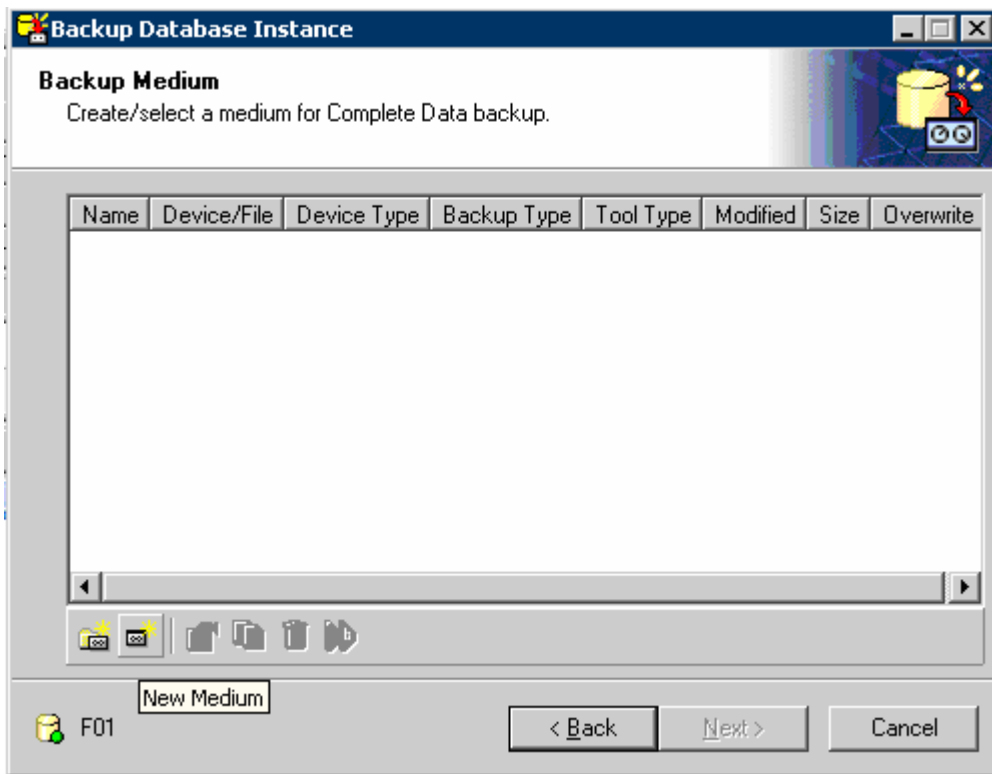 Backup Database Instance
Backup Medium
Create/select a medium for Complete Data backup.
Name Device/File Device Type Backup Type Tool Type Modified Size Overwrite
New Medium
F01 < Back Next > Cancel